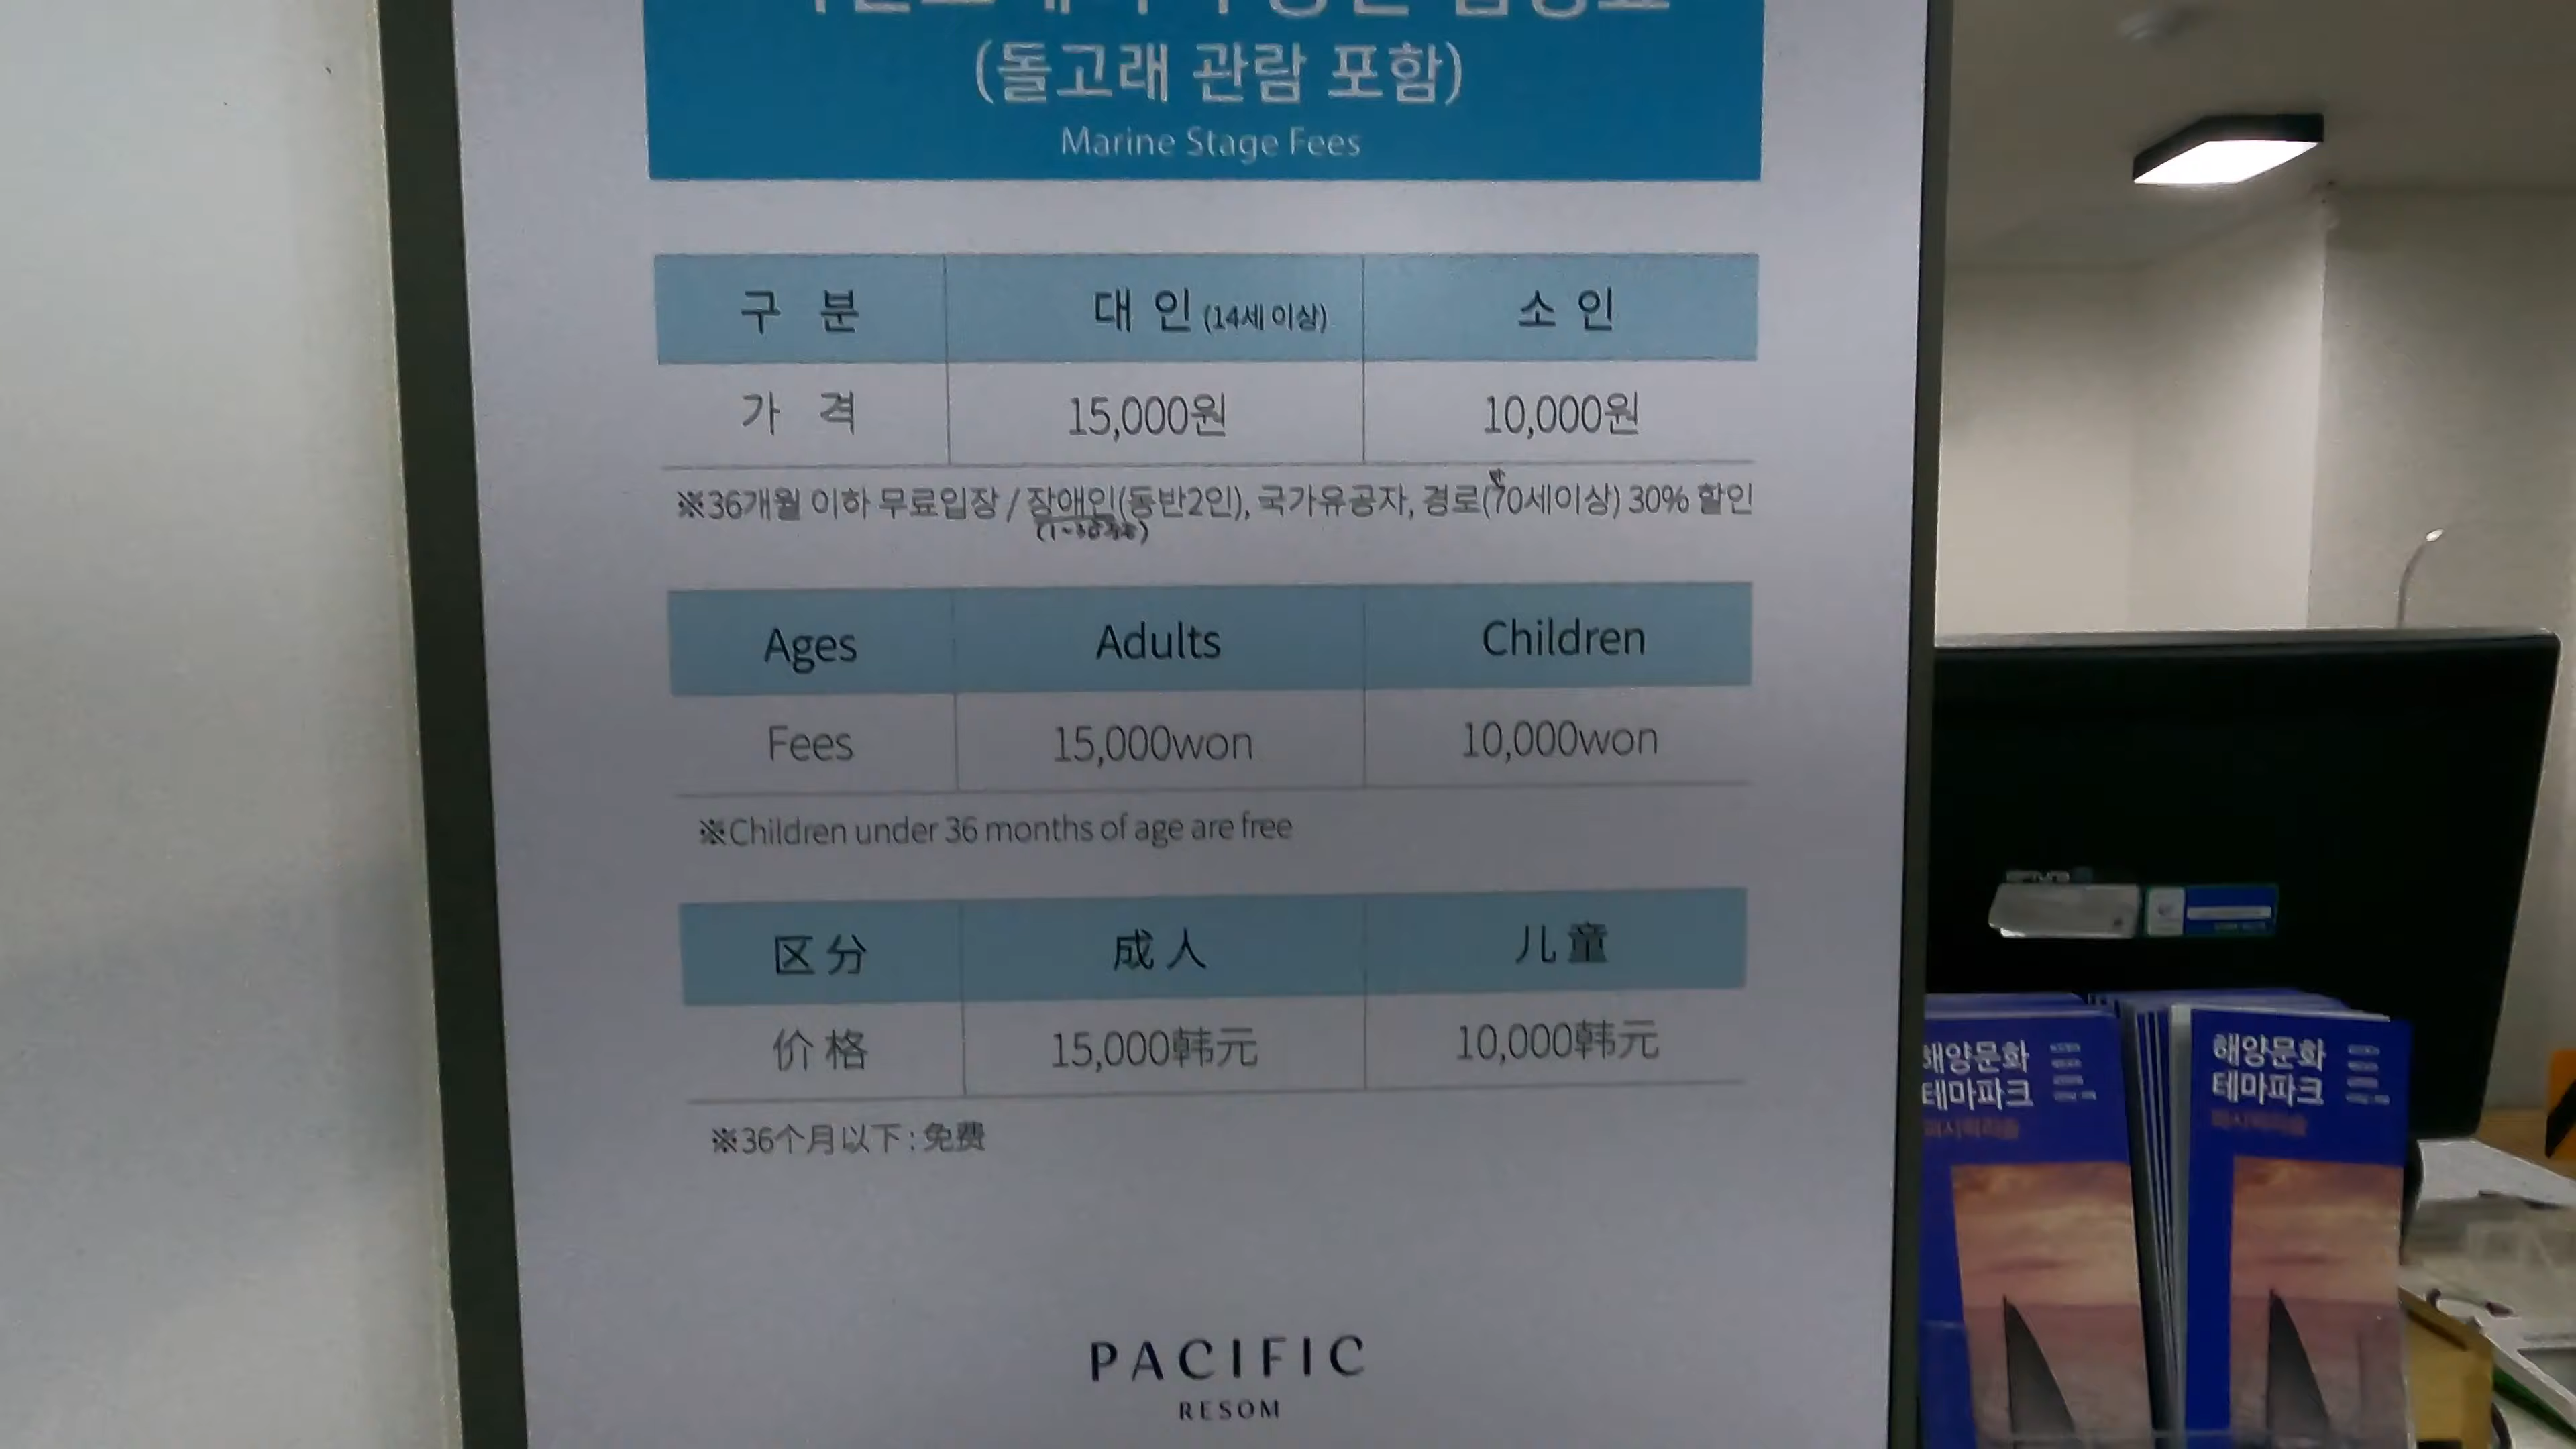 (돌고래 관람 포함)
Marine Stage Fees
구 분 대 인 (14세 이상) 소 인
가 격 15,000원 10,000원
※36개월 이하 무료입장 / 장애인(동반2인), 국가유공자, 경로(70세이상) 30% 할인
Ages Adults Children
Fees 15,000won 10,000won
※Children under 36 months of age are free
区 分 成 人 儿 童
价 格 15,000韩元 10,000韩元
※36个月以下 : 免费
PACIFIC
RESOM
해양문화
테마파크
해양문화
테마파크